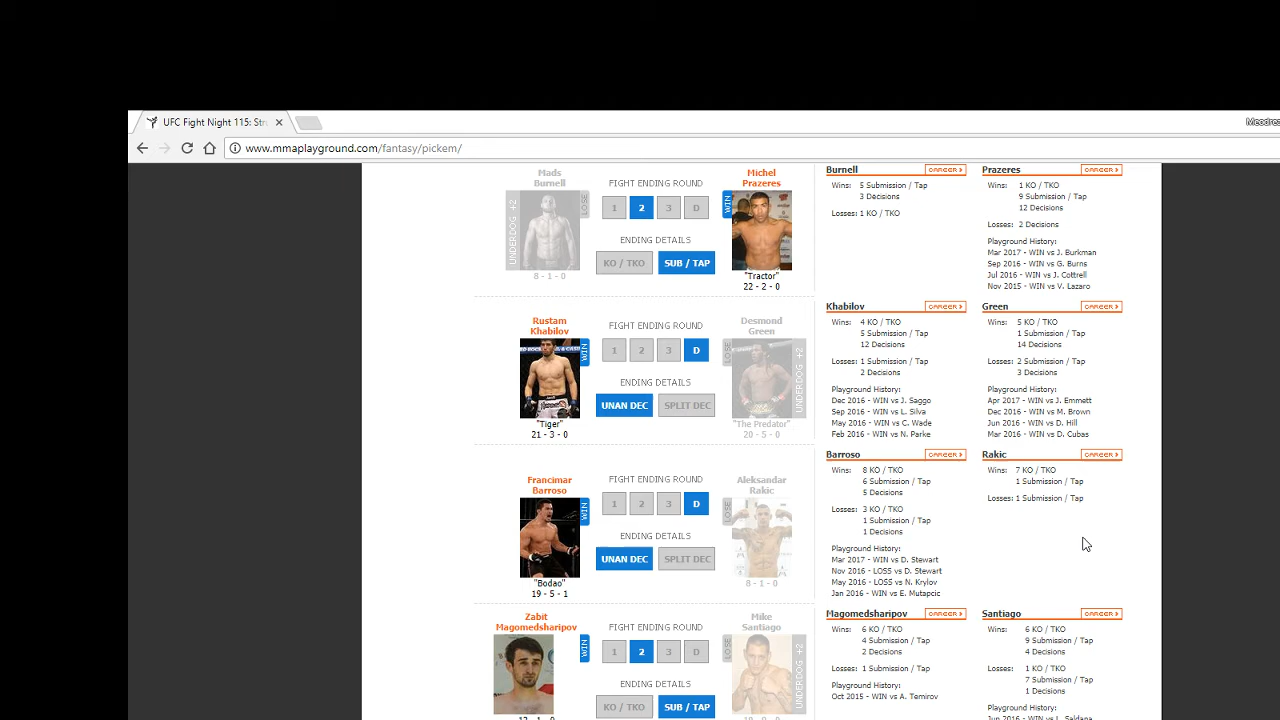 UFC Fight Night 115: Str
Meodrea
www.mmaplayground.com/fantasy/pickem/
Mads
Burnell
UNDERDOG +2
LOSE
8 - 1 - 0
FIGHT ENDING ROUND
1 2 3 D
ENDING DETAILS
KO / TKO SUB / TAP
Michel
Prazeres
WIN
"Tractor"
22 - 2 - 0
Burnell CAREER
Wins: 5 Submission / Tap
3 Decisions
Losses: 1 KO / TKO
Prazeres CAREER
Wins: 1 KO / TKO
9 Submission / Tap
12 Decisions
Losses: 2 Decisions
Playground History:
Mar 2017 - WIN vs J. Burkman
Sep 2016 - WIN vs G. Burns
Jul 2016 - WIN vs J. Cottrell
Nov 2015 - WIN vs V. Lazaro
Rustam
Khabilov
WIN
"Tiger"
21 - 3 - 0
FIGHT ENDING ROUND
1 2 3 D
ENDING DETAILS
UNAN DEC SPLIT DEC
Desmond
Green
LOSE
UNDERDOG +2
"The Predator"
20 - 5 - 0
Khabilov CAREER
Wins: 4 KO / TKO
5 Submission / Tap
12 Decisions
Losses: 1 Submission / Tap
2 Decisions
Playground History:
Dec 2016 - WIN vs J. Saggo
Sep 2016 - WIN vs L. Silva
May 2016 - WIN vs C. Wade
Feb 2016 - WIN vs N. Parke
Green CAREER
Wins: 5 KO / TKO
1 Submission / Tap
14 Decisions
Losses: 2 Submission / Tap
3 Decisions
Playground History:
Apr 2017 - WIN vs J. Emmett
Dec 2016 - WIN vs M. Brown
Jun 2016 - WIN vs D. Hill
Mar 2016 - WIN vs D. Cubas
Francimar
Barroso
WIN
"Bodao"
19 - 5 - 1
FIGHT ENDING ROUND
1 2 3 D
ENDING DETAILS
UNAN DEC SPLIT DEC
Aleksandar
Rakic
LOSE
8 - 1 - 0
Barroso CAREER
Wins: 8 KO / TKO
6 Submission / Tap
5 Decisions
Losses: 3 KO / TKO
1 Submission / Tap
1 Decisions
Playground History:
Mar 2017 - WIN vs D. Stewart
Nov 2016 - LOSS vs D. Stewart
May 2016 - LOSS vs N. Krylov
Jan 2016 - WIN vs E. Mutapcic
Rakic CAREER
Wins: 7 KO / TKO
1 Submission / Tap
Losses: 1 Submission / Tap
Zabit
Magomedsharipov
WIN
FIGHT ENDING ROUND
1 2 3 D
ENDING DETAILS
KO / TKO SUB / TAP
Mike
Santiago
LOSE
UNDERDOG +2
Magomedsharipov CAREER
Wins: 6 KO / TKO
4 Submission / Tap
2 Decisions
Losses: 1 Submission / Tap
Playground History:
Oct 2015 - WIN vs A. Temirov
Santiago CAREER
Wins: 6 KO / TKO
9 Submission / Tap
4 Decisions
Losses: 1 KO / TKO
7 Submission / Tap
1 Decisions